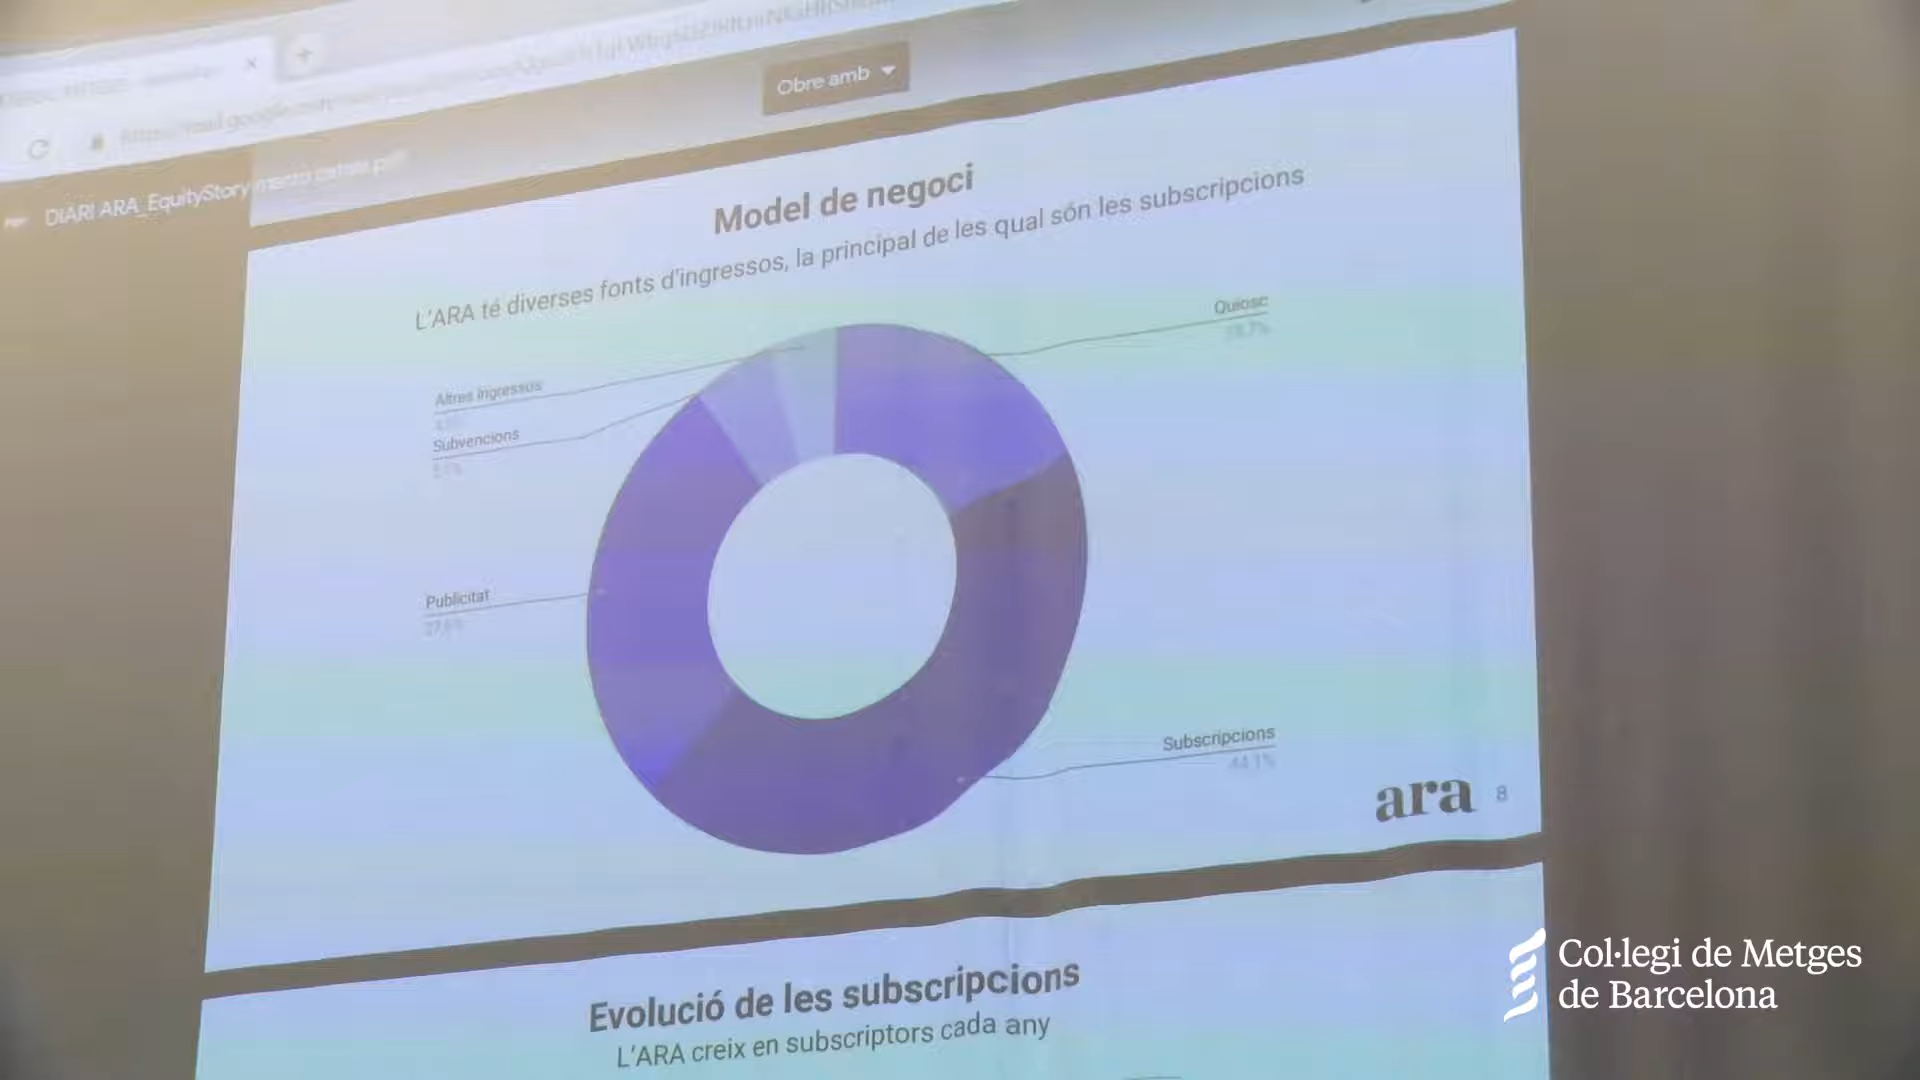 Obre amb
DIARI ARA_EquityStory
Model de negoci
L'ARA té diverses fonts d'ingressos, la principal de les qual són les subscripcions
Quiosc
Altres ingressos
Subvencions
Publicitat
Subscripcions
44,1%
ara 8
Evolució de les subscripcions
L'ARA creix en subscriptors cada any
Col·legi de Metges
de Barcelona